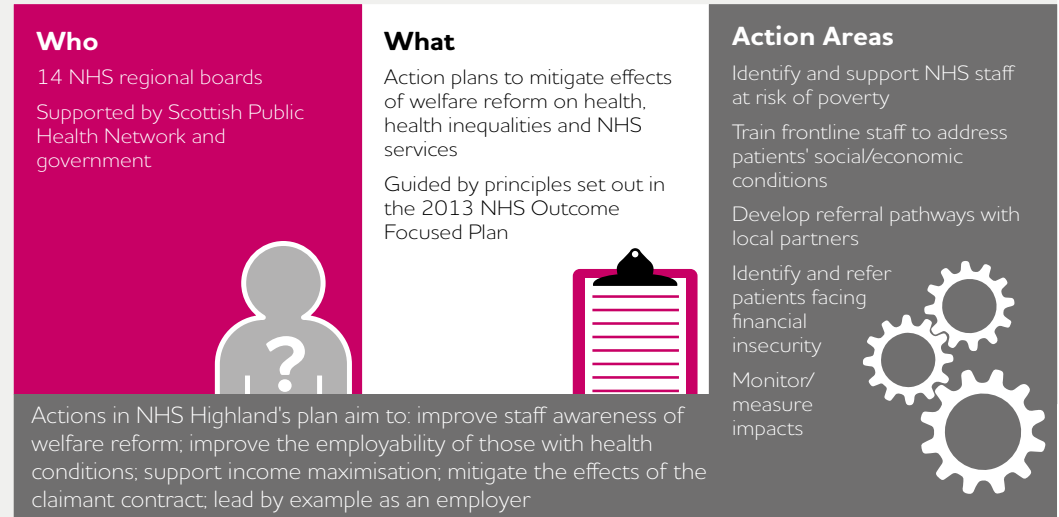 Who
14 NHS regional boards
Supported by Scottish Public
Health Network and
government
?
What
Action plans to mitigate effects
of welfare reform on health,
health inequalities and NHS
services
Guided by principles set out in
the 2013 NHS Outcome
Focused Plan
Action Areas
Identify and support NHS staff
at risk of poverty
Train frontline staff to address
patients' social/economic
conditions
Develop referral pathways with
local partners
Identify and refer
patients facing
financial
insecurity
Monitor/
measure
impacts
Actions in NHS Highland's plan aim to: improve staff awareness of
welfare reform; improve the employability of those with health
conditions; support income maximisation; mitigate the effects of the
claimant contract; lead by example as an employer